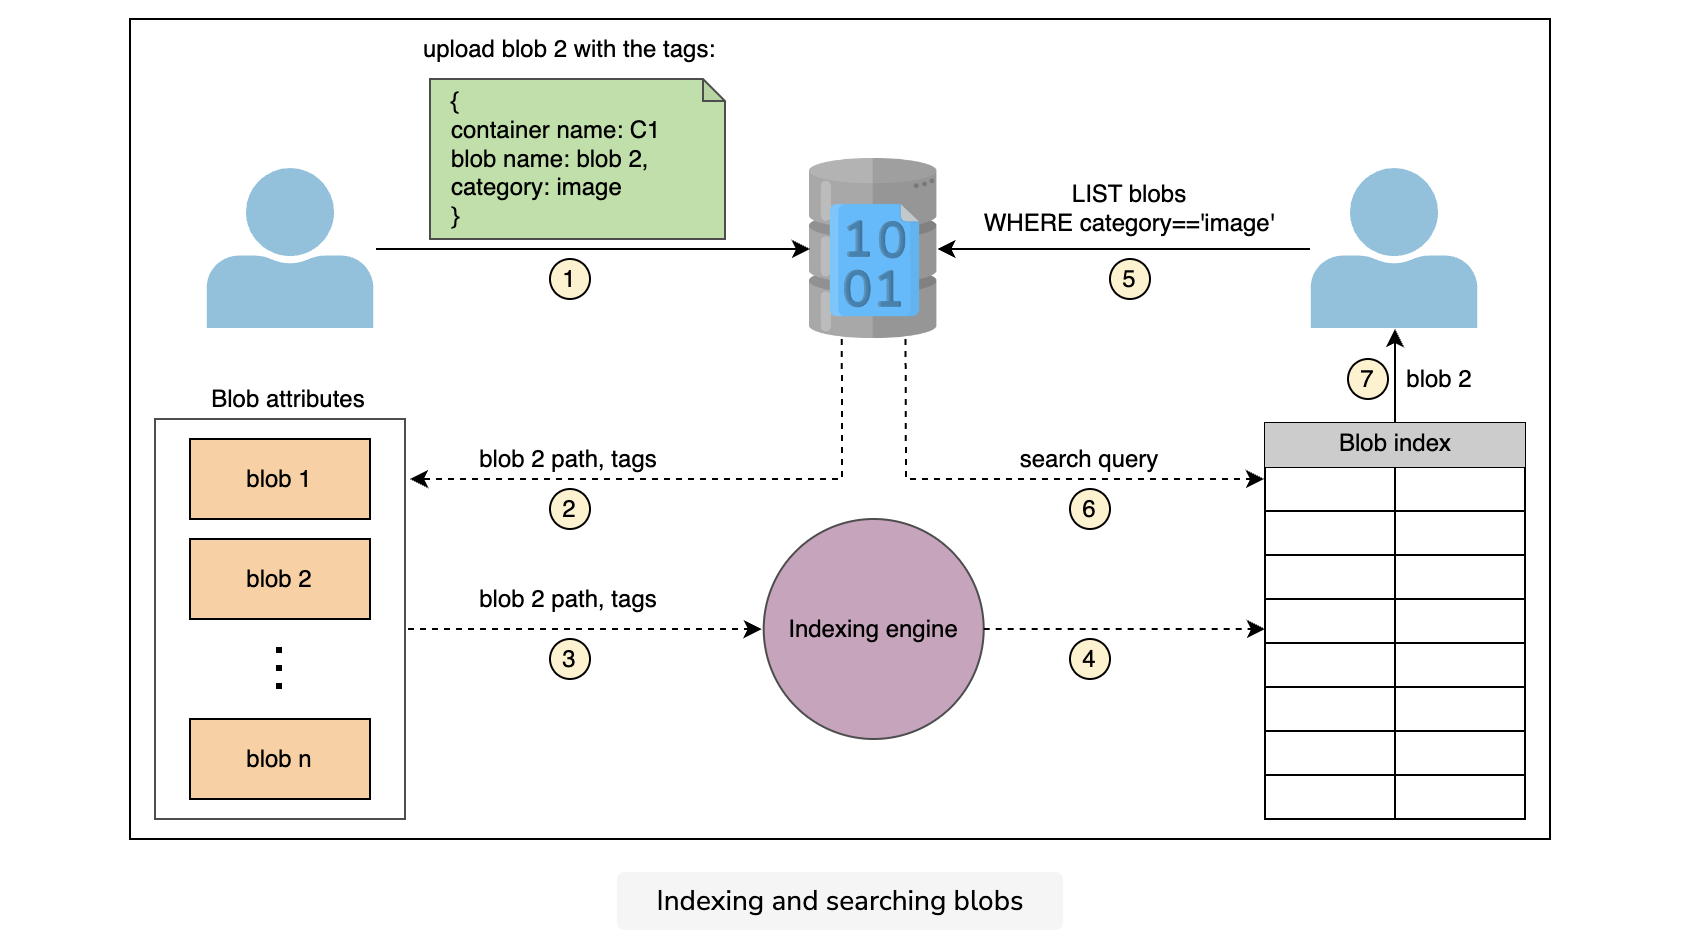 upload blob 2 with the tags:
{
container name: C1
blob name: blob 2,
category: image
}
1
10
01
LIST blobs
WHERE category=='image'
5
7
blob 2
Blob attributes
blob 1
blob 2
blob n
blob 2 path, tags
2
search query
6
blob 2 path, tags
3
Indexing engine
4
Blob index
Indexing and searching blobs